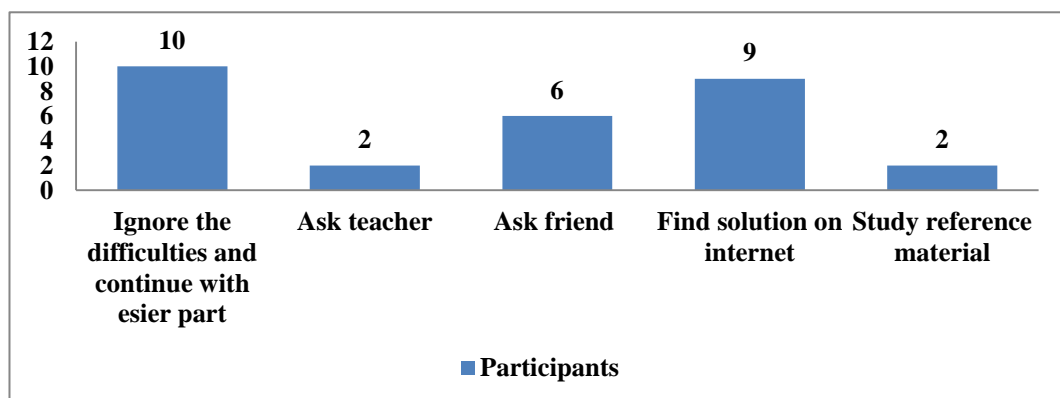 12
10
8
6
4
2
0
10
2
6
9
2
Ignore the
difficulties and
continue with
esier part
Ask teacher
Ask friend
Find solution on
internet
Study reference
material
Participants